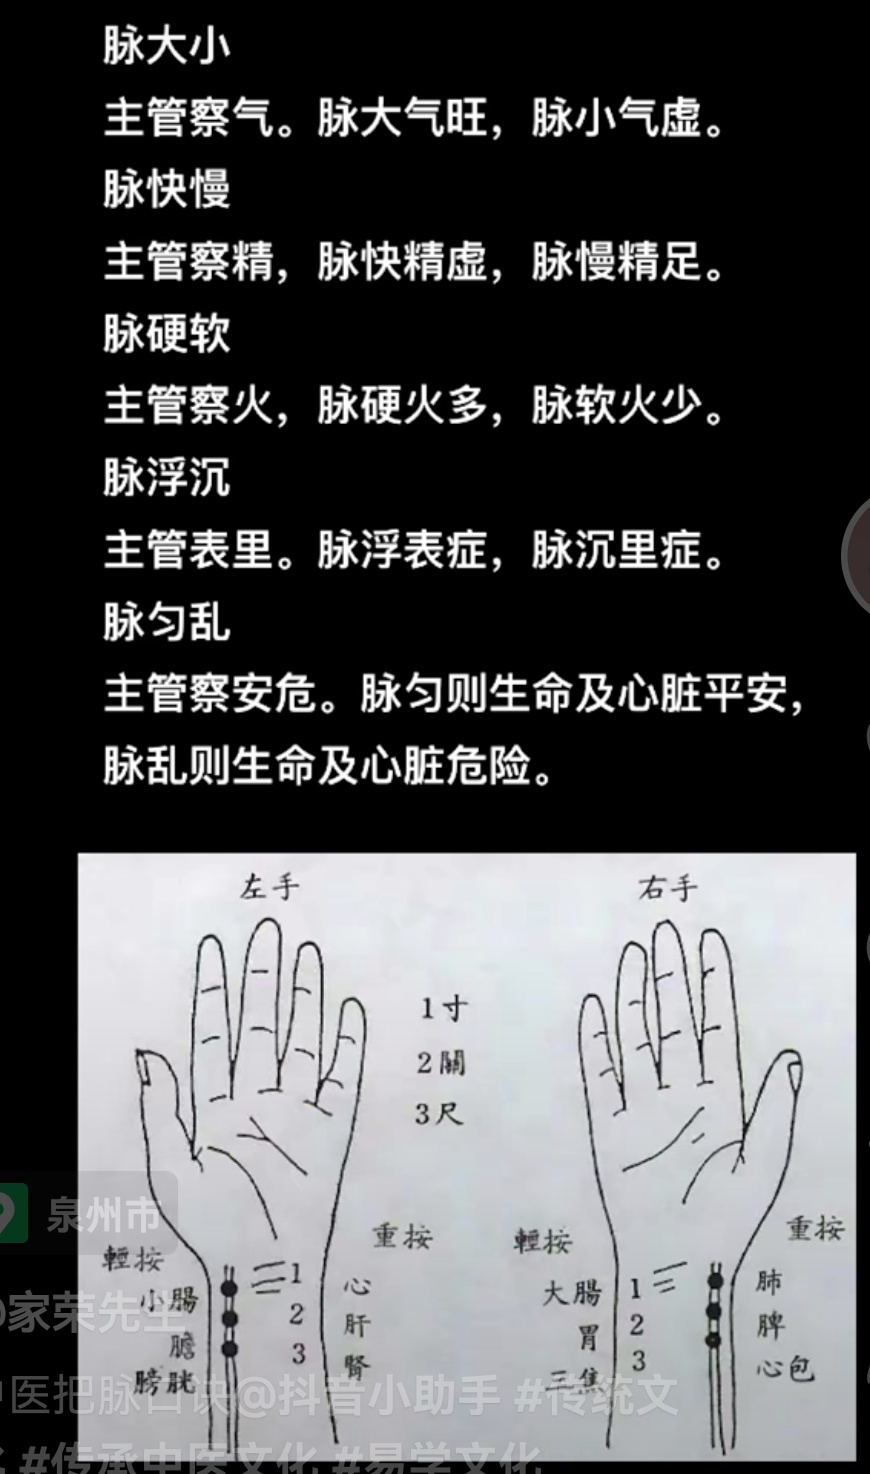 脉大小
主管察气。脉大气旺，脉小气虚。
脉快慢
主管察精，脉快精虚，脉慢精足。
脉硬软
主管察火，脉硬火多，脉软火少。
脉浮沉
主管表里。脉浮表症，脉沉里症。
脉匀乱
主管察安危。脉匀则生命及心脏平安，
脉乱则生命及心脏危险。
左手
右手
1寸
2關
3尺
輕按
重按
小腸 1 心
膽 2 肝
膀胱 3 腎
輕按
重按
大腸 1 肺
胃 2 脾
三焦 3 心包
泉州市
家荣先生
中医把脉口诀@抖音小助手 #传统文
化 #传承中医文化 #易学文化